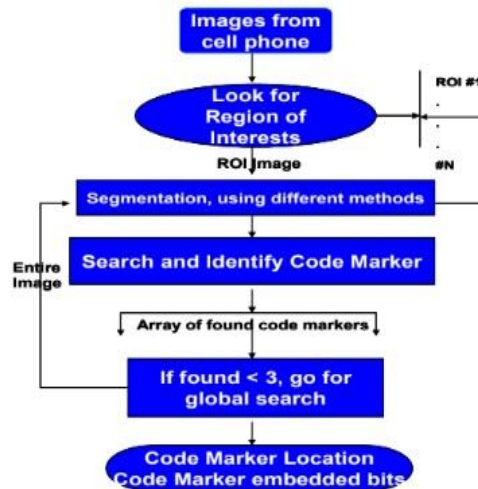 Images from
cell phone
Look for
Region of
Interests
ROI #1
.
.
.
#N
ROI Image
Segmentation, using different methods
Search and Identify Code Marker
Entire
Image
Array of found code markers
If found < 3, go for
global search
Code Marker Location
Code Marker embedded bits